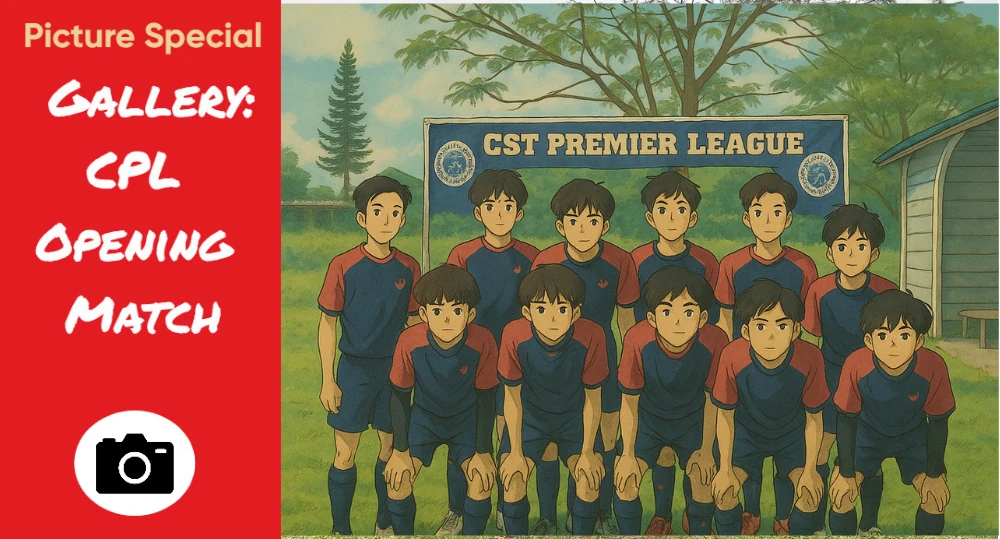 Picture Special
GALLERY:
CPL
OPENING
MATCH
CST PREMIER LEAGUE